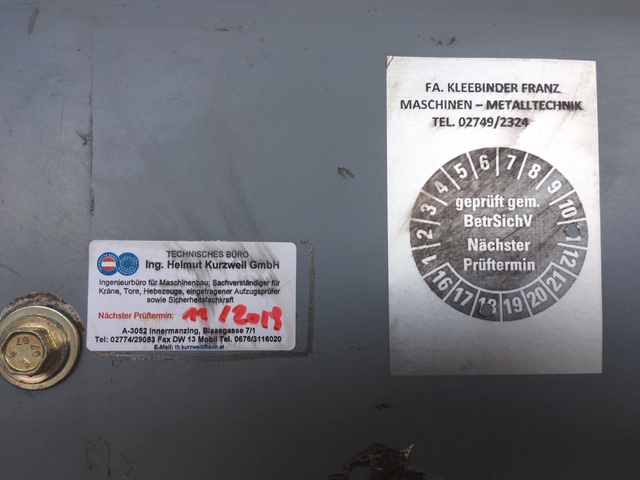 TECHNISCHES BÜRO
Ing. Helmut Kurzweil GmbH
Ingenieurbüro für Maschinenbau; Sachverständiger für
Kräne, Tore, Hebezeuge, eingetragener Aufzugsprüfer
sowie Sicherheitsfachkraft
Nächster Prüftermin: 11/2019
A-3052 Innermanzing, Blaasgasse 7/1
Tel: 02774/29083 Fax DW 13 Mobil Tel. 0676/3116020
FA. KLEEBINDER FRANZ
MASCHINEN – METALLTECHNIK
TEL. 02749/2324
1 2 3 4 5 6 7 8 9 10 11 12
geprüft gem.
BetrSichV
Nächster
Prüftermin
16 17 18 19 20 21